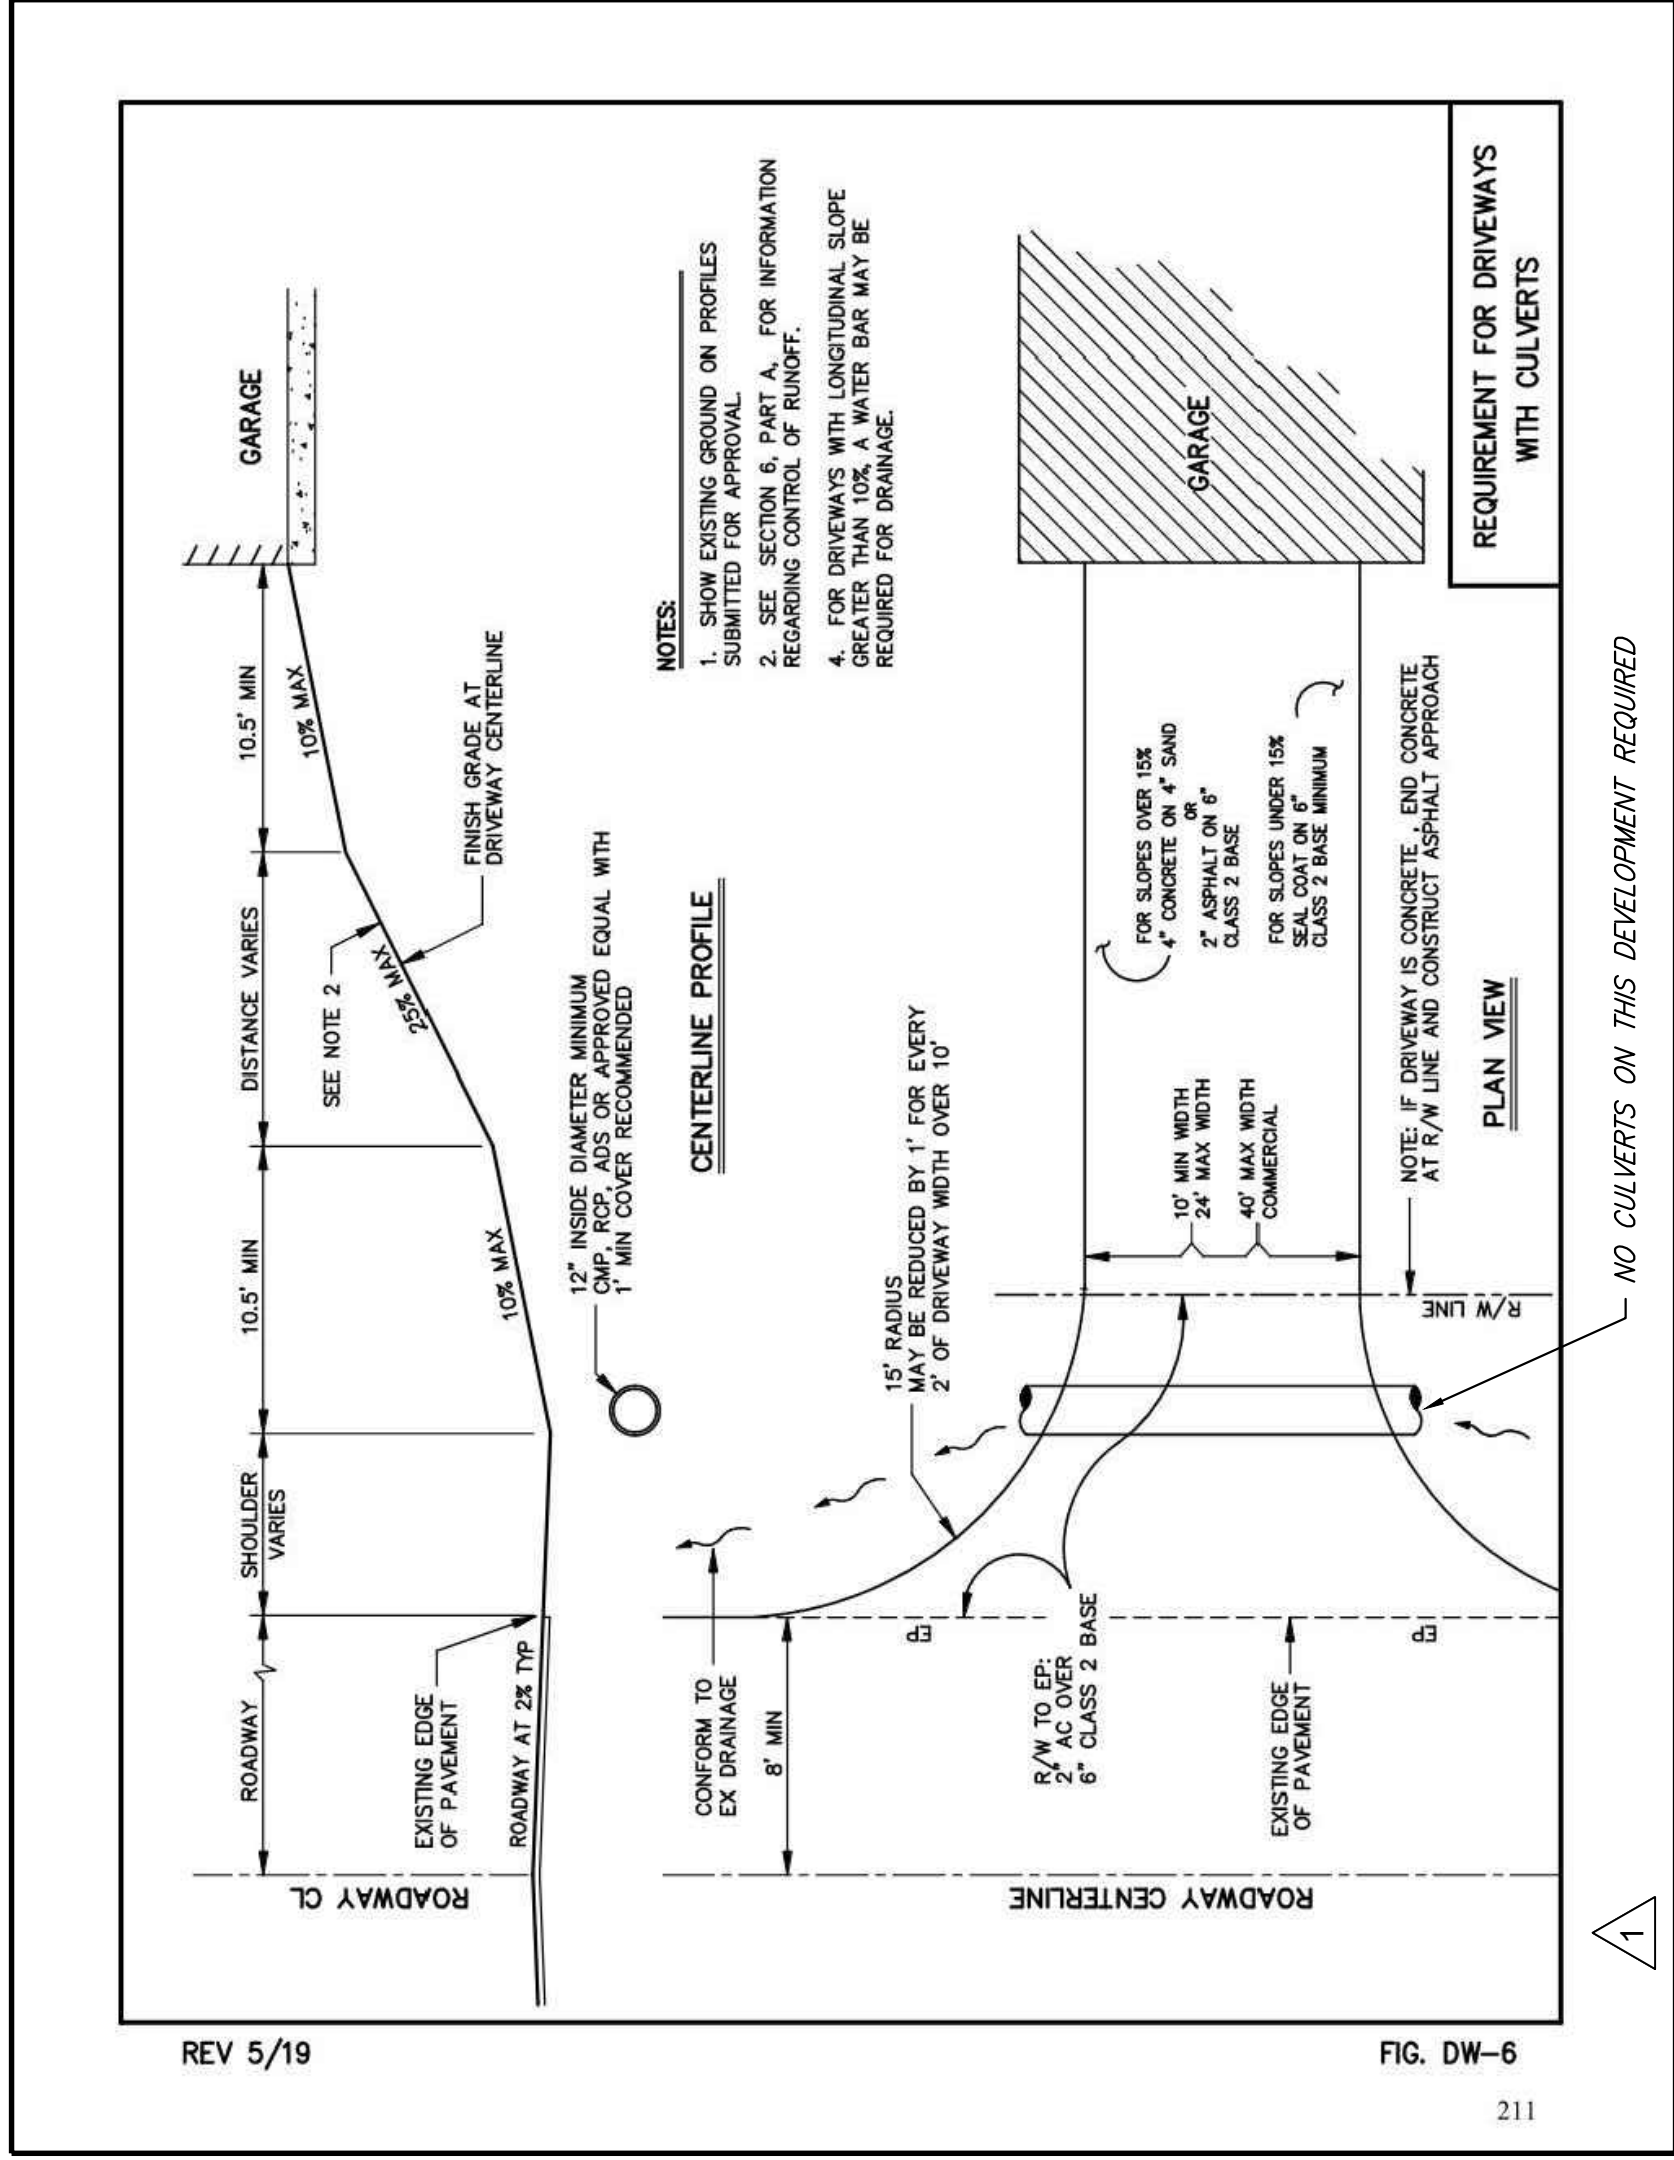 ROADWAY
SHOULDER
VARIES
10.5' MIN
DISTANCE VARIES
10.5' MIN
GARAGE
SEE NOTE 2
25% MAX
10% MAX
10% MAX
FINISH GRADE AT
DRIVEWAY CENTERLINE
EXISTING EDGE
OF PAVEMENT
ROADWAY AT 2% TYP
ROADWAY CL
12" INSIDE DIAMETER MINIMUM
CMP, RCP, ADS OR APPROVED EQUAL WITH
1' MIN COVER RECOMMENDED
CENTERLINE PROFILE
NOTES:
1. SHOW EXISTING GROUND ON PROFILES
SUBMITTED FOR APPROVAL.
2. SEE SECTION 6, PART A, FOR INFORMATION
REGARDING CONTROL OF RUNOFF.
4. FOR DRIVEWAYS WITH LONGITUDINAL SLOPE
GREATER THAN 10%, A WATER BAR MAY BE
REQUIRED FOR DRAINAGE.
CONFORM TO
EX DRAINAGE
8' MIN
15' RADIUS
MAY BE REDUCED BY 1' FOR EVERY
2' OF DRIVEWAY WIDTH OVER 10'
EP
R/W TO EP:
2" AC OVER
6" CLASS 2 BASE
EXISTING EDGE
OF PAVEMENT
EP
ROADWAY CENTERLINE
10' MIN WIDTH
24' MAX WIDTH
40' MAX WIDTH
COMMERCIAL
FOR SLOPES OVER 15%
4" CONCRETE ON 4" SAND
OR
2" ASPHALT ON 6"
CLASS 2 BASE
FOR SLOPES UNDER 15%
SEAL COAT ON 6"
CLASS 2 BASE MINIMUM
GARAGE
R/W LINE
NOTE: IF DRIVEWAY IS CONCRETE, END CONCRETE
AT R/W LINE AND CONSTRUCT ASPHALT APPROACH
PLAN VIEW
REQUIREMENT FOR DRIVEWAYS
WITH CULVERTS
NO CULVERTS ON THIS DEVELOPMENT REQUIRED
1
REV 5/19
FIG. DW-6
211